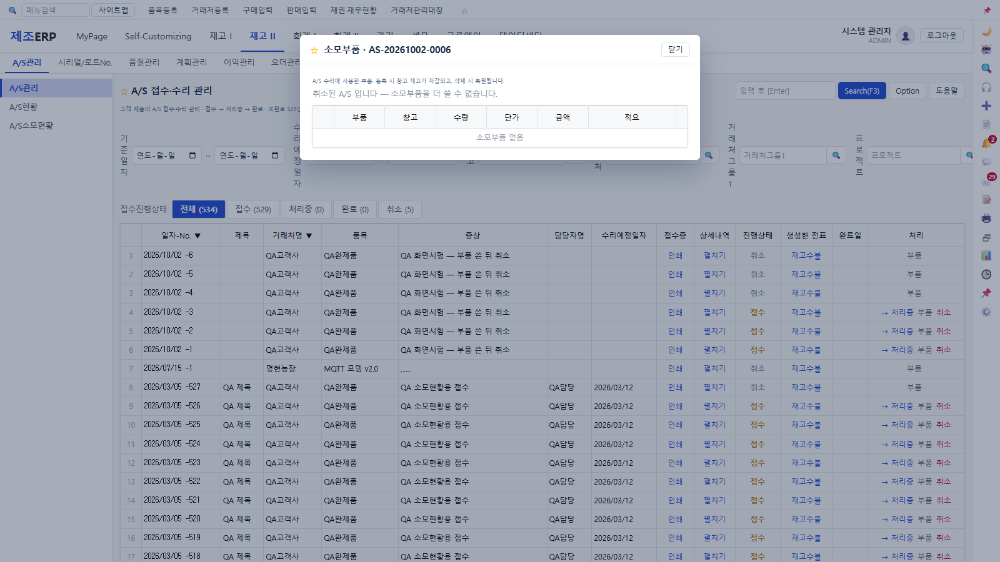 메뉴검색 사이트맵 품목등록 거래처등록 구매입력 판매입력 채권·채무현황 거래처관리대장
제조ERP MyPage Self-Customizing 재고 I 재고 II
시스템 관리자
ADMIN
로그아웃
A/S관리 시리얼/로트No. 품질관리 계획관리 이익관리
소모부품 · AS-20261002-0006 닫기
A/S 수리에 사용한 부품. 등록 시 창고 재고가 차감되고, 삭제 시 복원됩니다.
취소된 A/S 입니다 — 소모부품을 더 쓸 수 없습니다.
부품 창고 수량 단가 금액 적요
소모부품 없음
A/S관리
A/S현황
A/S소모현황
A/S 접수·수리 관리
입력 후 [Enter] Search(F3) Option 도움말
고객 제품의 A/S 접수·수리 관리 · 접수 → 처리중 → 완료 · 미완료 529
기준일자 연도-월-일 ~ 연도-월-일 수리예정일자 고 처 거래처그룹1 거래처그룹1 프로젝트 프로젝트
접수진행상태 전체 (534) 접수 (529) 처리중 (0) 완료 (0) 취소 (5)
일자-No. ▼ 제목 거래처명 ▼ 품목 증상 담당자명 수리예정일자 접수증 상세내역 진행상태 생성한 전표 완료일 처리
1 2026/10/02 -6 QA고객사 QA완제품 QA 화면시험 — 부품 쓴 뒤 취소 인쇄 펼치기 취소 재고수불 부품
2 2026/10/02 -5 QA고객사 QA완제품 QA 화면시험 — 부품 쓴 뒤 취소 인쇄 펼치기 취소 재고수불 부품
3 2026/10/02 -4 QA고객사 QA완제품 QA 화면시험 — 부품 쓴 뒤 취소 인쇄 펼치기 취소 재고수불 부품
4 2026/10/02 -3 QA고객사 QA완제품 QA 화면시험 — 부품 쓴 뒤 취소 인쇄 펼치기 접수 재고수불 → 처리중 부품 취소
5 2026/10/02 -2 QA고객사 QA완제품 QA 화면시험 — 부품 쓴 뒤 취소 인쇄 펼치기 접수 재고수불 → 처리중 부품 취소
6 2026/10/02 -1 QA고객사 QA완제품 QA 화면시험 — 부품 쓴 뒤 취소 인쇄 펼치기 접수 재고수불 → 처리중 부품 취소
7 2026/07/15 -1 명현농장 MQTT 모뎀 v2.0 ,..... 인쇄 펼치기 취소 재고수불 부품
8 2026/03/05 -527 QA 제목 QA고객사 QA완제품 QA 소모현황용 접수 QA담당 2026/03/12 인쇄 펼치기 취소 재고수불 부품
9 2026/03/05 -526 QA 제목 QA고객사 QA완제품 QA 소모현황용 접수 QA담당 2026/03/12 인쇄 펼치기 접수 재고수불 → 처리중 부품 취소
10 2026/03/05 -525 QA 제목 QA고객사 QA완제품 QA 소모현황용 접수 QA담당 2026/03/12 인쇄 펼치기 접수 재고수불 → 처리중 부품 취소
11 2026/03/05 -524 QA 제목 QA고객사 QA완제품 QA 소모현황용 접수 QA담당 2026/03/12 인쇄 펼치기 접수 재고수불 → 처리중 부품 취소
12 2026/03/05 -523 QA 제목 QA고객사 QA완제품 QA 소모현황용 접수 QA담당 2026/03/12 인쇄 펼치기 접수 재고수불 → 처리중 부품 취소
13 2026/03/05 -522 QA 제목 QA고객사 QA완제품 QA 소모현황용 접수 QA담당 2026/03/12 인쇄 펼치기 접수 재고수불 → 처리중 부품 취소
14 2026/03/05 -521 QA 제목 QA고객사 QA완제품 QA 소모현황용 접수 QA담당 2026/03/12 인쇄 펼치기 접수 재고수불 → 처리중 부품 취소
15 2026/03/05 -520 QA 제목 QA고객사 QA완제품 QA 소모현황용 접수 QA담당 2026/03/12 인쇄 펼치기 접수 재고수불 → 처리중 부품 취소
16 2026/03/05 -519 QA 제목 QA고객사 QA완제품 QA 소모현황용 접수 QA담당 2026/03/12 인쇄 펼치기 접수 재고수불 → 처리중 부품 취소
17 2026/03/05 -518 QA 제목 QA고객사 QA완제품 QA 소모현황용 접수 QA담당 2026/03/12 인쇄 펼치기 접수 재고수불 → 처리중 부품 취소
2
29